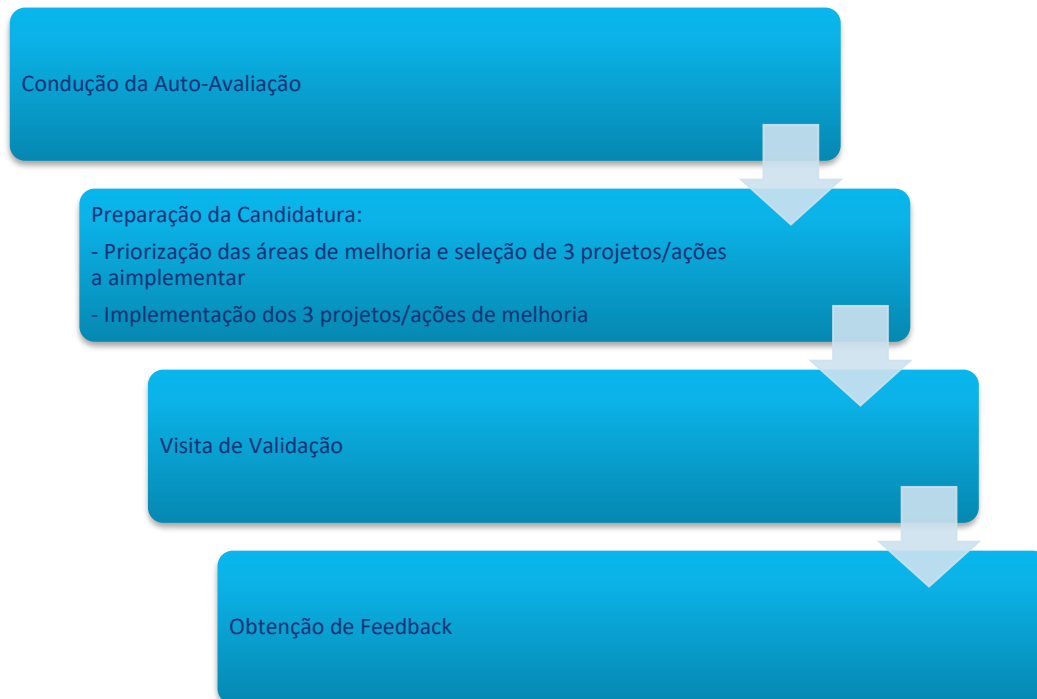 Condução da Auto-Avaliação
Preparação da Candidatura:
- Priorização das áreas de melhoria e seleção de 3 projetos/ações
a aimplementar
- Implementação dos 3 projetos/ações de melhoria
Visita de Validação
Obtenção de Feedback